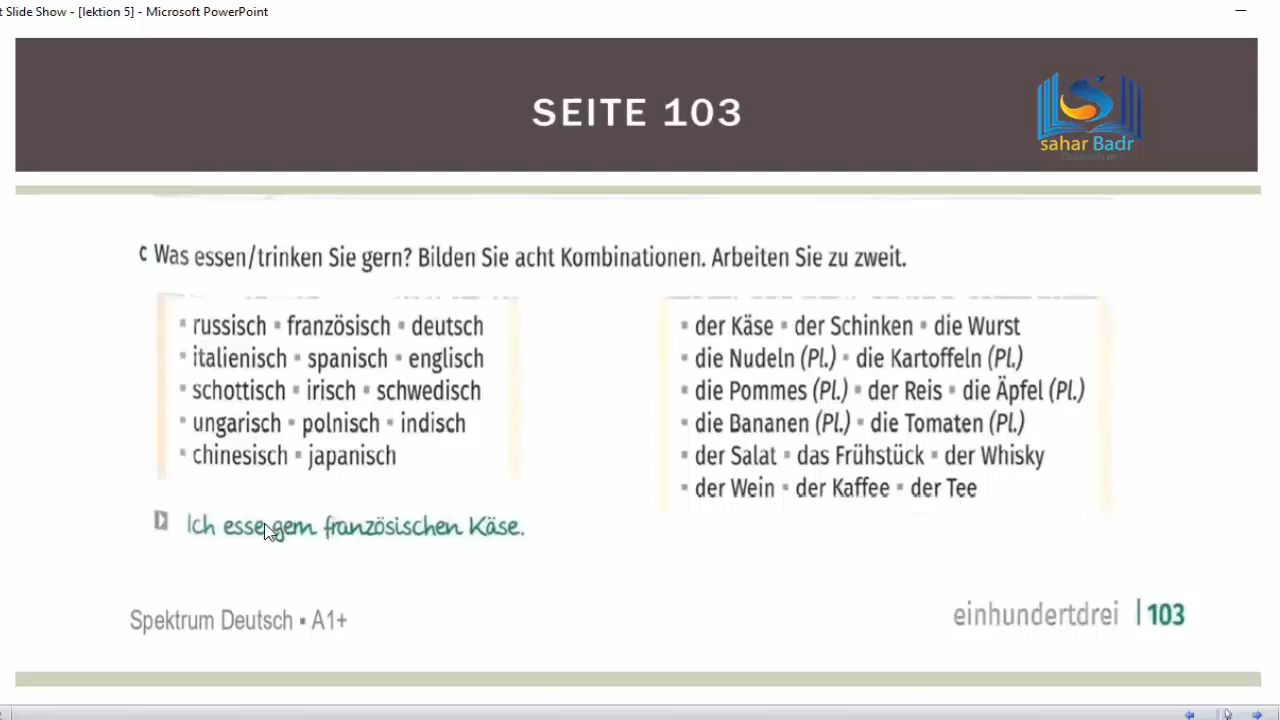 t Slide Show - [lektion 5] - Microsoft PowerPoint
SEITE 103
sahar Badr
c Was essen/trinken Sie gern? Bilden Sie acht Kombinationen. Arbeiten Sie zu zweit.
▪ russisch ▪ französisch ▪ deutsch
▪ italienisch ▪ spanisch ▪ englisch
▪ schottisch ▪ irisch ▪ schwedisch
▪ ungarisch ▪ polnisch ▪ indisch
▪ chinesisch ▪ japanisch
▪ der Käse ▪ der Schinken ▪ die Wurst
▪ die Nudeln (Pl.) ▪ die Kartoffeln (Pl.)
▪ die Pommes (Pl.) ▪ der Reis ▪ die Äpfel (Pl.)
▪ die Bananen (Pl.) ▪ die Tomaten (Pl.)
▪ der Salat ▪ das Frühstück ▪ der Whisky
▪ der Wein ▪ der Kaffee ▪ der Tee
Ich esse gern französischen Käse.
Spektrum Deutsch ▪ A1+
einhundertdrei | 103